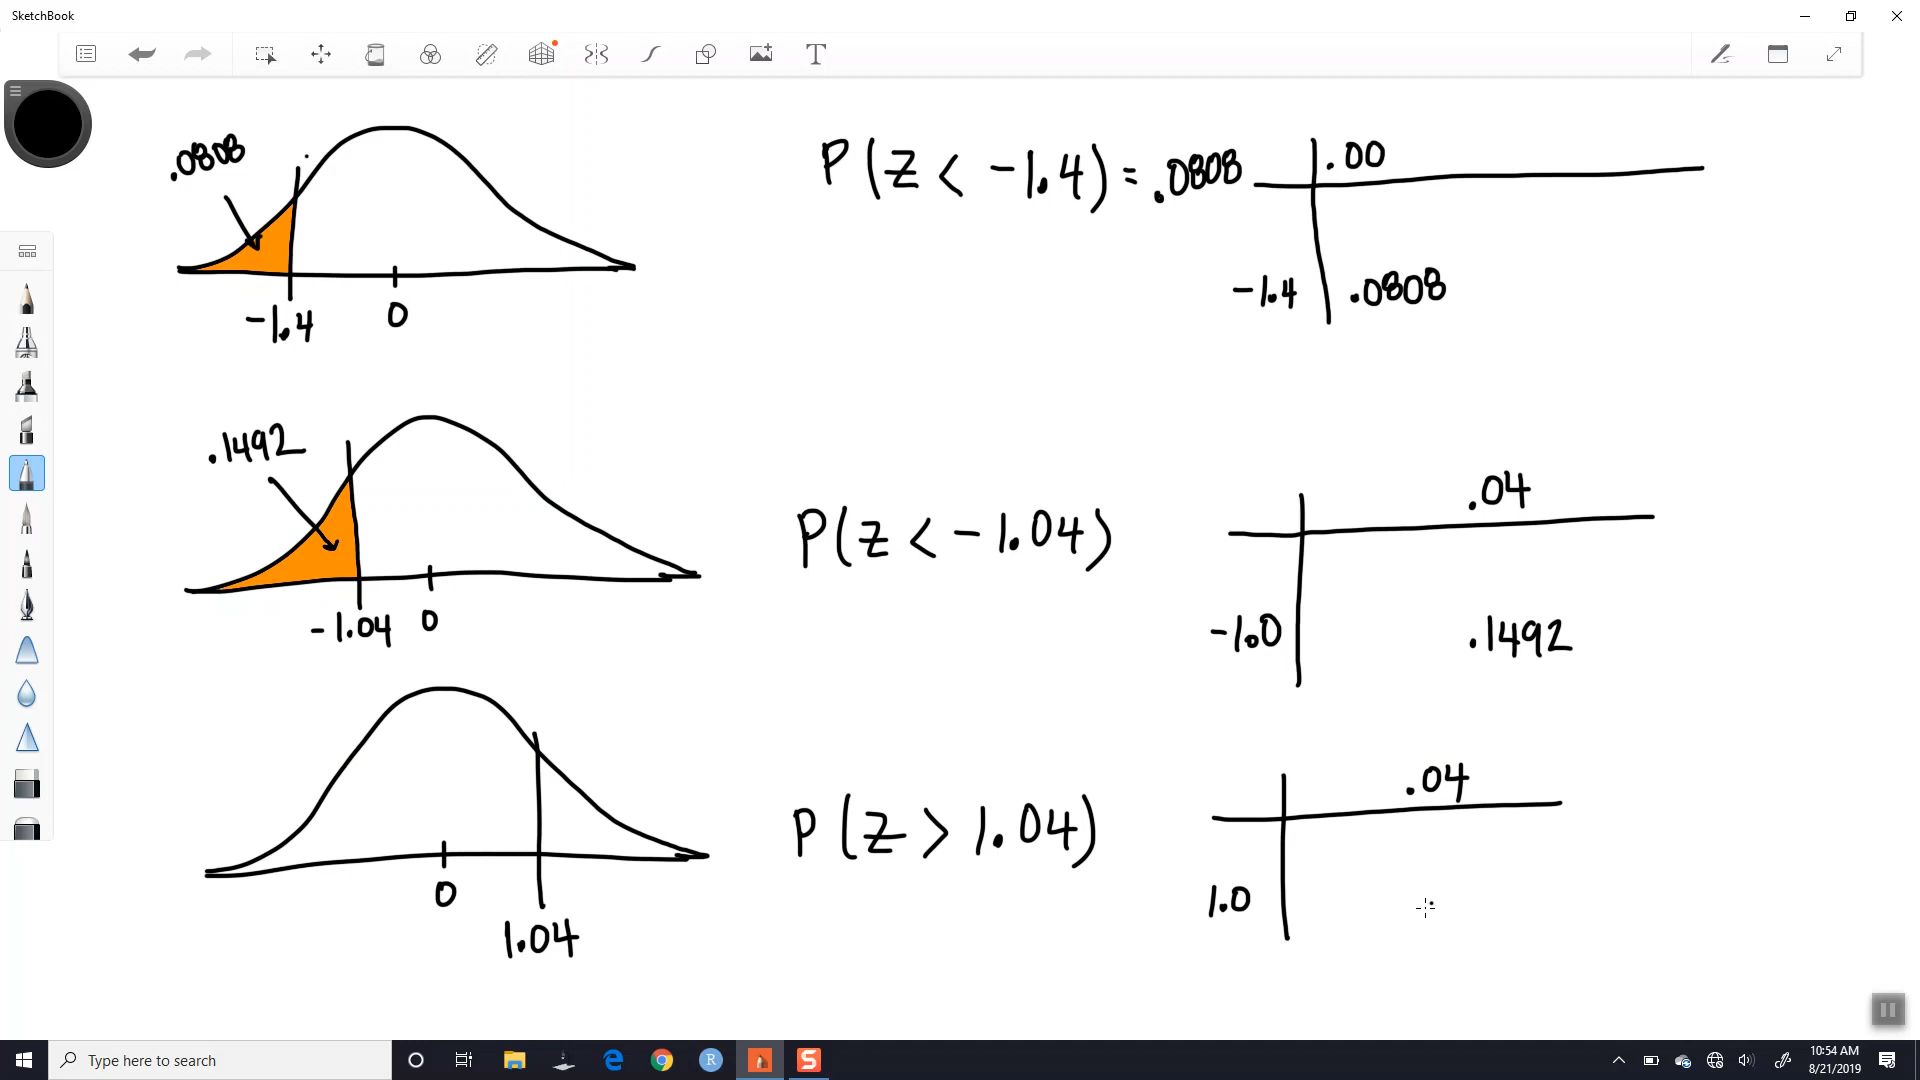 SketchBook
T
.0808
P(Z < -1.4) = .0808
.00
-1.4 .0808
-1.4 0
.1492
P(Z < -1.04)
.04
-1.0 .1492
-1.04 0
P(Z > 1.04)
.04
1.0
0
1.04
Type here to search
R
S
10:54 AM
8/21/2019